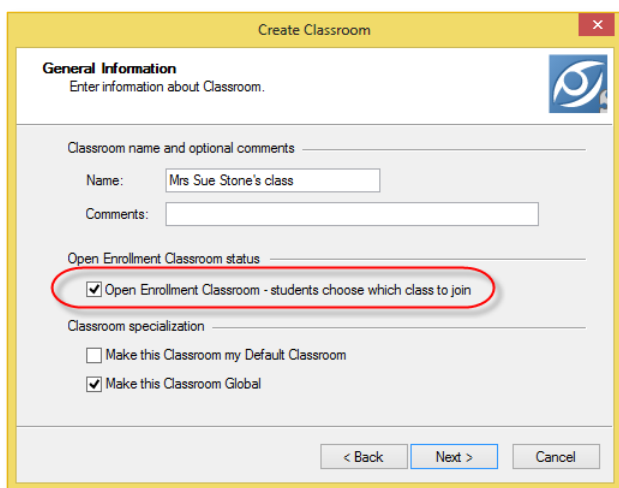 Create Classroom
General Information
Enter information about Classroom.
Classroom name and optional comments
Name: Mrs Sue Stone's class
Comments:
Open Enrollment Classroom status
Open Enrollment Classroom - students choose which class to join
Classroom specialization
Make this Classroom my Default Classroom
Make this Classroom Global
< Back Next > Cancel